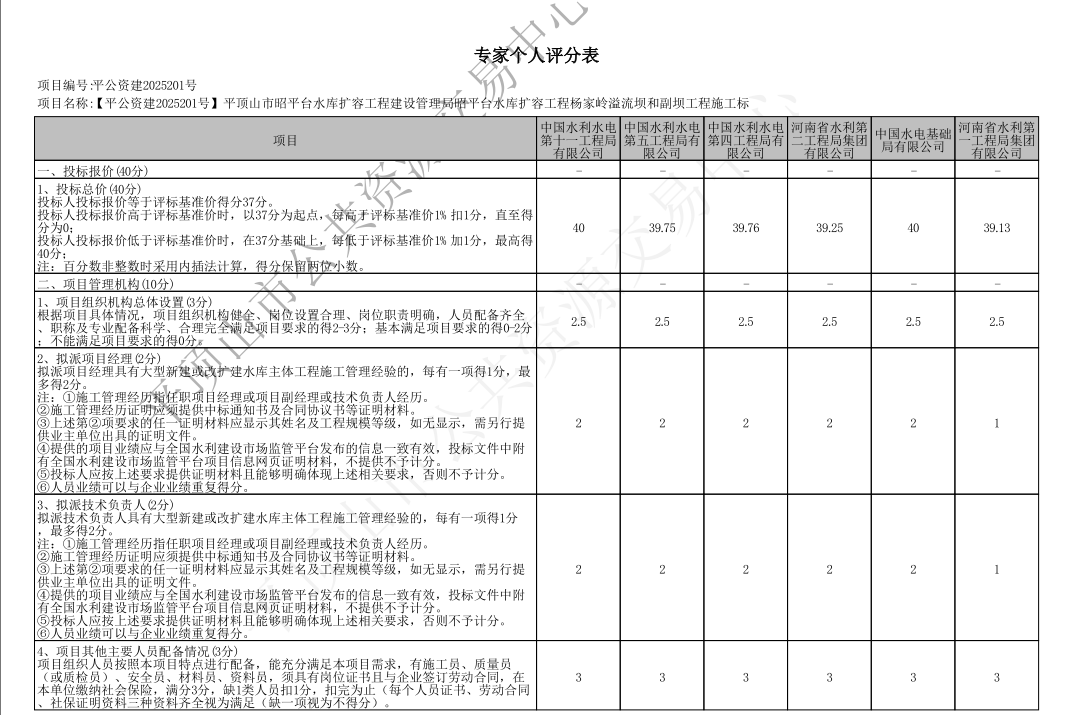 专家个人评分表
项目编号:平公资建2025201号
项目名称:【平公资建2025201号】平顶山市昭平台水库扩容工程建设管理局昭平台水库扩容工程杨家岭溢流坝和副坝工程施工标
项目 中国水利水电第十一工程局有限公司 中国水利水电第五工程局有限公司 中国水利水电第四工程局有限公司 河南省水利第二工程局集团有限公司 中国水电基础局有限公司 河南省水利第一工程局集团有限公司
一、投标报价(40分) - - - - - -
1、投标总价(40分)
投标人投标报价等于评标基准价得分37分。
投标人投标报价高于评标基准价时，以37分为起点，每高于评标基准价1% 扣1分，直至得
分为0;
投标人投标报价低于评标基准价时，在37分基础上，每低于评标基准价1% 加1分，最高得
40分;
注：百分数非整数时采用内插法计算，得分保留两位小数。
40 39.75 39.76 39.25 40 39.13
二、项目管理机构(10分) - - - - - -
1、项目组织机构总体设置(3分)
根据项目具体情况，项目组织机构健全、岗位设置合理、岗位职责明确，人员配备齐全
、职称及专业配备科学、合理完全满足项目要求的得2-3分；基本满足项目要求的得0-2分
；不能满足项目要求的得0分。
2.5 2.5 2.5 2.5 2.5 2.5
2、拟派项目经理(2分)
拟派项目经理具有大型新建或改扩建水库主体工程施工管理经验的，每有一项得1分，最
多得2分。
注：①施工管理经历指任职项目经理或项目副经理或技术负责人经历。
②施工管理经历证明应须提供中标通知书及合同协议书等证明材料。
③上述第②项要求的任一证明材料应显示其姓名及工程规模等级，如无显示，需另行提
供业主单位出具的证明文件。
④提供的项目业绩应与全国水利建设市场监管平台发布的信息一致有效，投标文件中附
有全国水利建设市场监管平台项目信息网页证明材料，不提供不予计分。
⑤投标人应按上述要求提供证明材料且能够明确体现上述相关要求，否则不予计分。
⑥人员业绩可以与企业业绩重复得分。
2 2 2 2 2 1
3、拟派技术负责人(2分)
拟派技术负责人具有大型新建或改扩建水库主体工程施工管理经验的，每有一项得1分
，最多得2分。
注：①施工管理经历指任职项目经理或项目副经理或技术负责人经历。
②施工管理经历证明应须提供中标通知书及合同协议书等证明材料。
③上述第②项要求的任一证明材料应显示其姓名及工程规模等级，如无显示，需另行提
供业主单位出具的证明文件。
④提供的项目业绩应与全国水利建设市场监管平台发布的信息一致有效，投标文件中附
有全国水利建设市场监管平台项目信息网页证明材料，不提供不予计分。
⑤投标人应按上述要求提供证明材料且能够明确体现上述相关要求，否则不予计分。
⑥人员业绩可以与企业业绩重复得分。
2 2 2 2 2 1
4、项目其他主要人员配备情况(3分)
项目组织人员按照本项目特点进行配备，能充分满足本项目需求，有施工员、质量员
（或质检员）、安全员、材料员、资料员，须具有岗位证书且与企业签订劳动合同，在
本单位缴纳社会保险，满分3分，缺1类人员扣1分，扣完为止（每个人员证书、劳动合同
、社保证明资料三种资料齐全视为满足（缺一项视为不得分）。
3 3 3 3 3 3
平顶山市公共资源交易中心
平顶山市公共资源交易中心